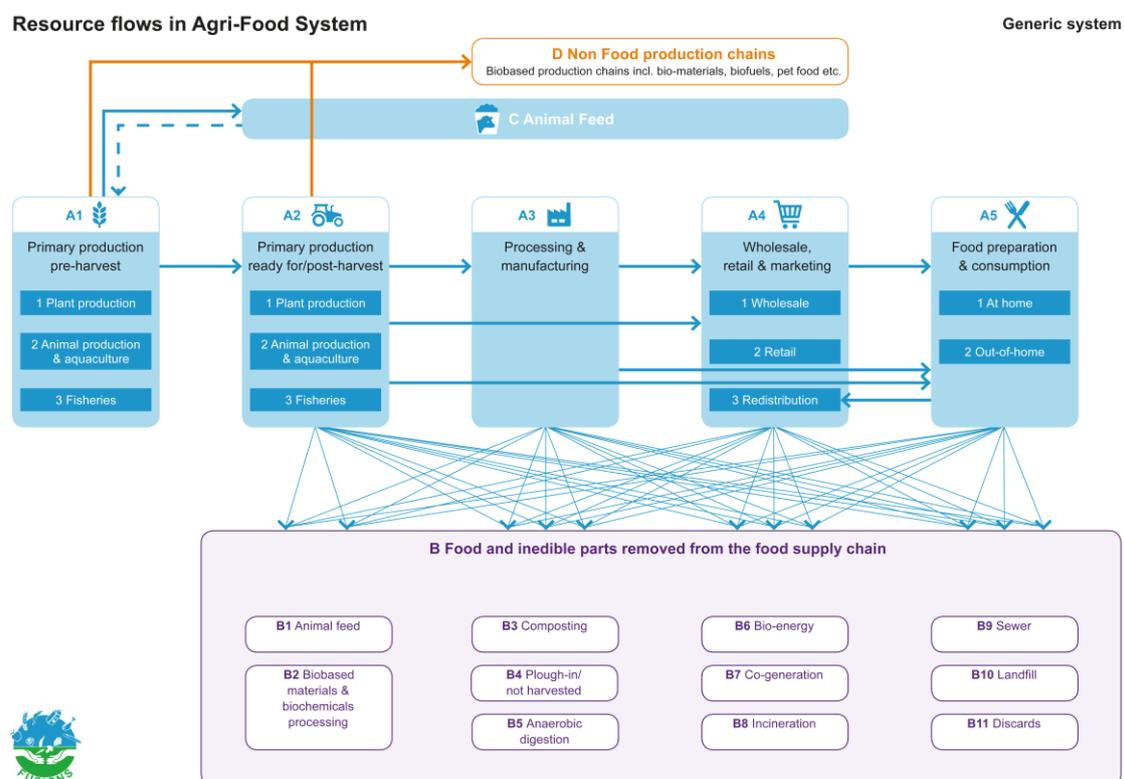 Resource flows in Agri-Food System
Generic system
D Non Food production chains
Biobased production chains incl. bio-materials, biofuels, pet food etc.
C Animal Feed
A1
Primary production
pre-harvest
1 Plant production
2 Animal production
& aquaculture
3 Fisheries
A2
Primary production
ready for/post-harvest
1 Plant production
2 Animal production
& aquaculture
3 Fisheries
A3
Processing &
manufacturing
A4
Wholesale,
retail & marketing
1 Wholesale
2 Retail
3 Redistribution
A5
Food preparation
& consumption
1 At home
2 Out-of-home
B Food and inedible parts removed from the food supply chain
B1 Animal feed
B2 Biobased
materials &
biochemicals
processing
B3 Composting
B4 Plough-in/
not harvested
B5 Anaerobic
digestion
B6 Bio-energy
B7 Co-generation
B8 Incineration
B9 Sewer
B10 Landfill
B11 Discards
FUSIONS